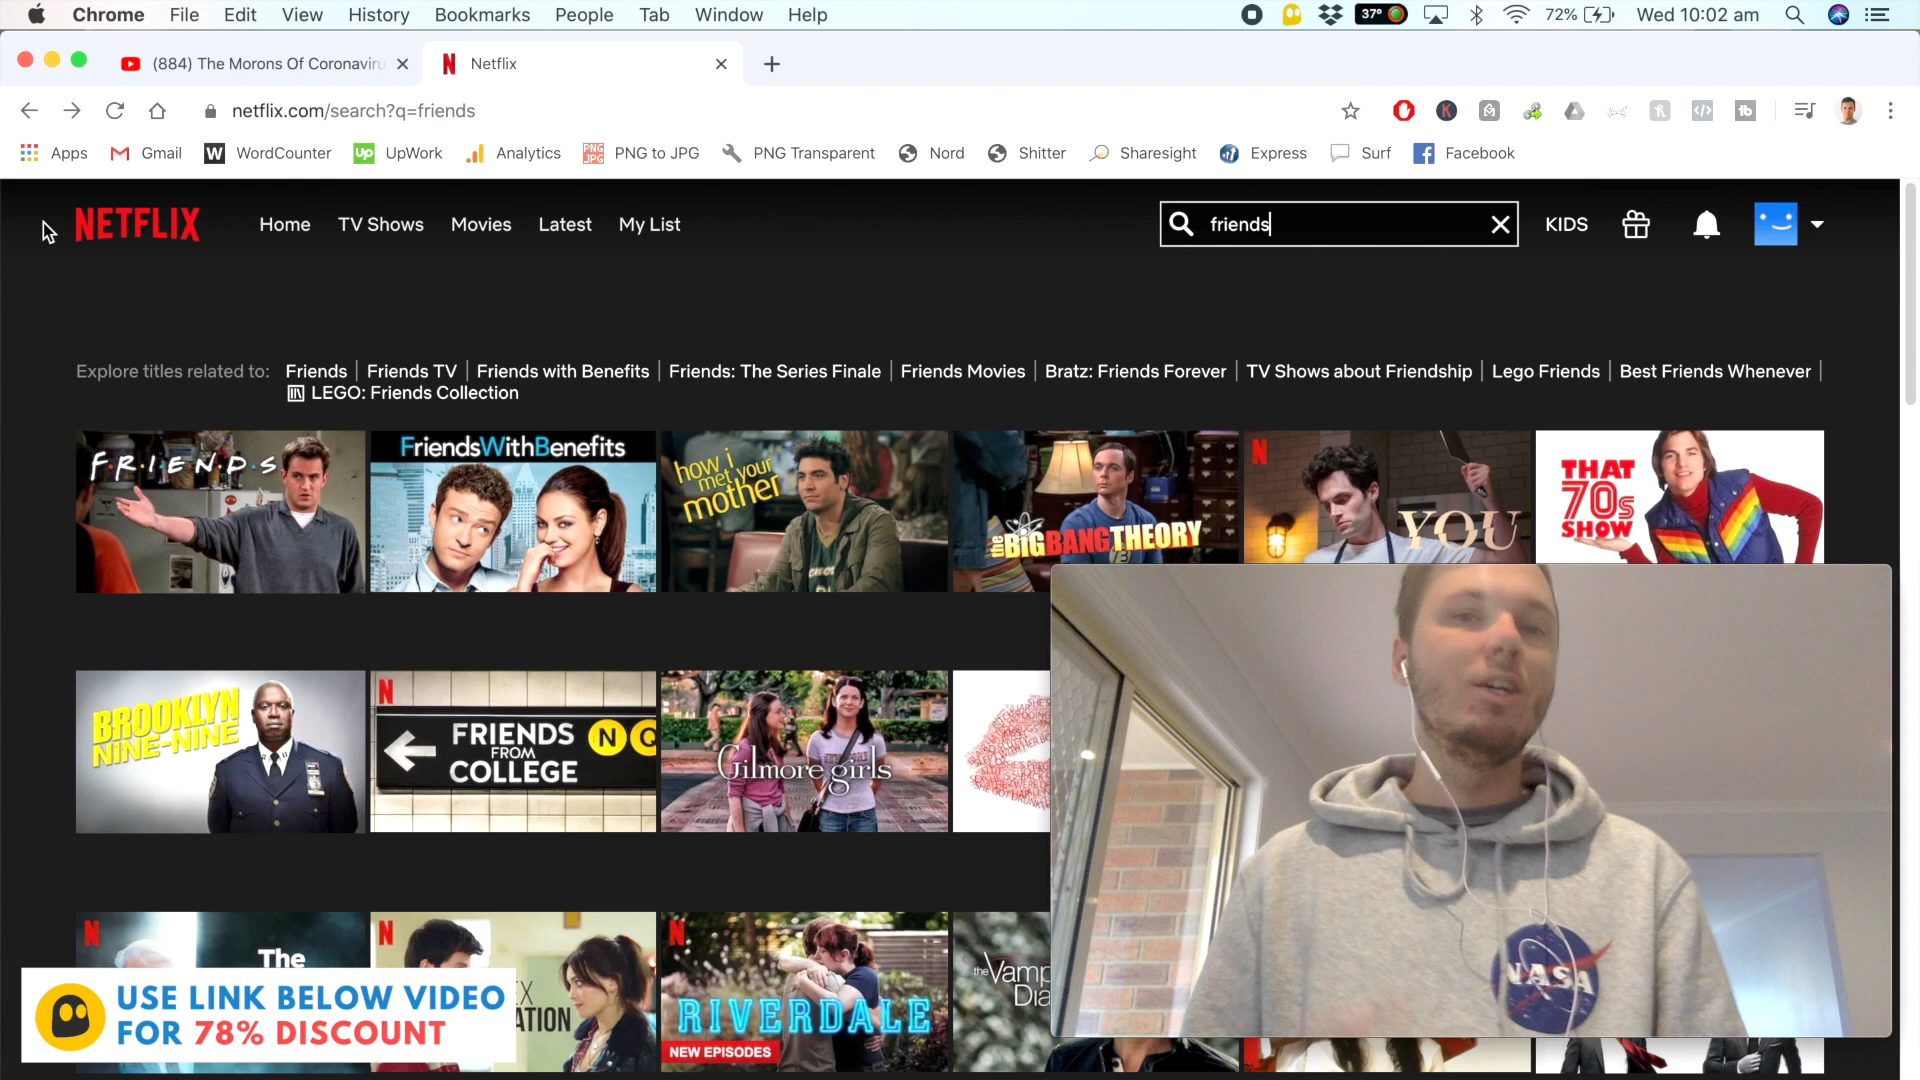 Chrome File Edit View History Bookmarks People Tab Window Help
37° 72% Wed 10:02 am
(884) The Morons Of Coronaviru
Netflix
netflix.com/search?q=friends
Apps Gmail WordCounter UpWork Analytics PNG to JPG PNG Transparent Nord Shitter Sharesight Express Surf Facebook
NETFLIX Home TV Shows Movies Latest My List friends KIDS
Explore titles related to: Friends | Friends TV | Friends with Benefits | Friends: The Series Finale | Friends Movies | Bratz: Friends Forever | TV Shows about Friendship | Lego Friends | Best Friends Whenever |
LEGO: Friends Collection
F·R·I·E·N·D·S
FriendsWithBenefits
how i
met your
mother
the BIG BANG THEORY
YOU
THAT
70s
SHOW
BROOKLYN
NINE-NINE
FRIENDS
FROM
COLLEGE
N Q
Gilmore girls
The
the Vamp
Dia
RIVERDALE
NEW EPISODES
USE LINK BELOW VIDEO
FOR 78% DISCOUNT
NASA